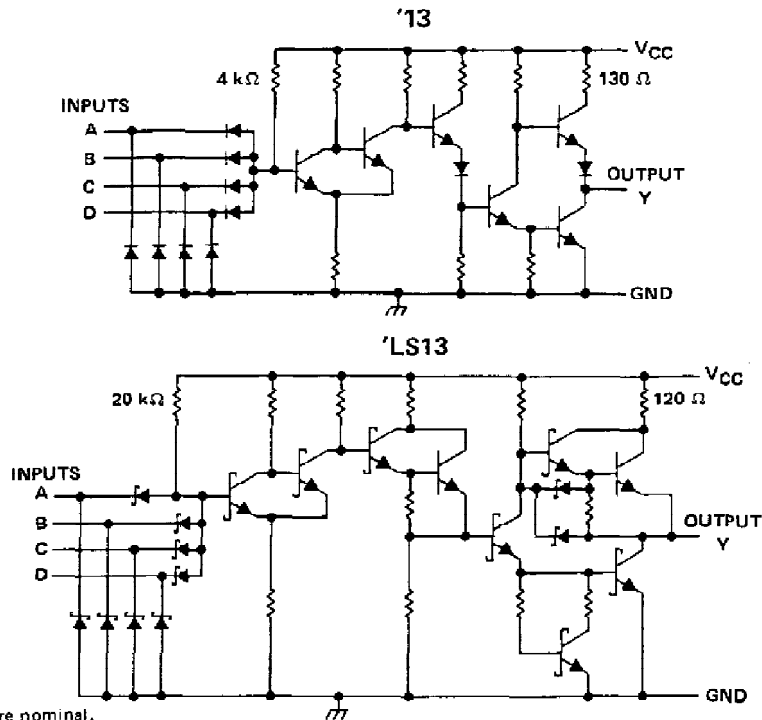 '13
VCC
4 kΩ
130 Ω
INPUTS
A
B
C
D
OUTPUT
Y
GND
'LS13
VCC
20 kΩ
120 Ω
INPUTS
A
B
C
D
OUTPUT
Y
GND
re nominal.